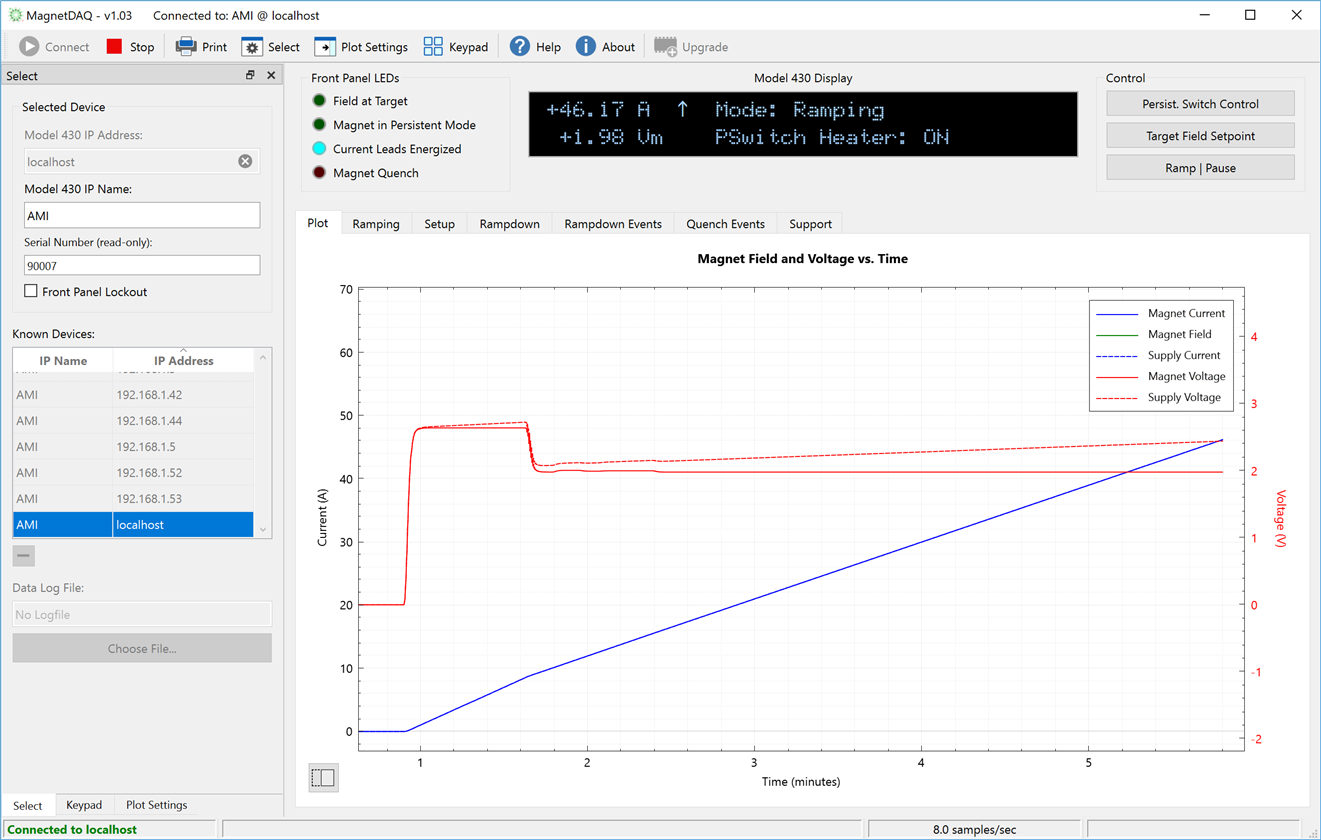 MagnetDAQ - v1.03 Connected to: AMI @ localhost
Connect Stop Print Select Plot Settings Keypad Help About Upgrade
Select
Selected Device
Model 430 IP Address:
localhost
Model 430 IP Name:
AMI
Serial Number (read-only):
90007
Front Panel Lockout
Known Devices:
IP Name IP Address
AMI 192.168.1.42
AMI 192.168.1.44
AMI 192.168.1.5
AMI 192.168.1.52
AMI 192.168.1.53
AMI localhost
Data Log File:
No Logfile
Choose File...
Select Keypad Plot Settings
Front Panel LEDs
Field at Target
Magnet in Persistent Mode
Current Leads Energized
Magnet Quench
Model 430 Display
+46.17 A ↑ Mode: Ramping
+1.98 Vm PSwitch Heater: ON
Control
Persist. Switch Control
Target Field Setpoint
Ramp | Pause
Plot Ramping Setup Rampdown Rampdown Events Quench Events Support
Magnet Field and Voltage vs. Time
70
60
50
40
30
20
10
0
Current (A)
Magnet Current
Magnet Field
Supply Current
Magnet Voltage
Supply Voltage
4
3
2
1
0
-1
-2
Voltage (V)
1 2 3 4 5
Time (minutes)
Connected to localhost 8.0 samples/sec